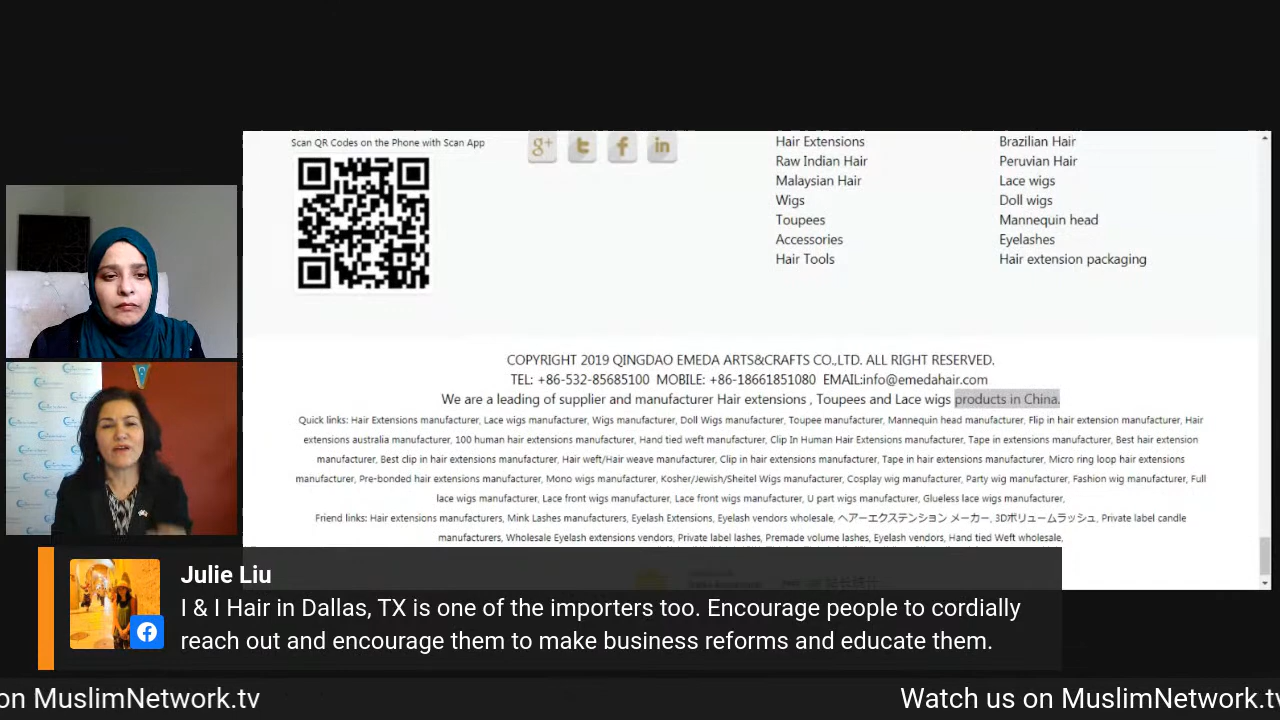 Scan QR Codes on the Phone with Scan App
g+ t f in
Hair Extensions
Raw Indian Hair
Malaysian Hair
Wigs
Toupees
Accessories
Hair Tools
Brazilian Hair
Peruvian Hair
Lace wigs
Doll wigs
Mannequin head
Eyelashes
Hair extension packaging
COPYRIGHT 2019 QINGDAO EMEDA ARTS&CRAFTS CO.,LTD. ALL RIGHT RESERVED.
TEL: +86-532-85685100 MOBILE: +86-18661851080 EMAIL:info@emedahair.com
We are a leading of supplier and manufacturer Hair extensions , Toupees and Lace wigs products in China.
Quick links: Hair Extensions manufacturer, Lace wigs manufacturer, Wigs manufacturer, Doll Wigs manufacturer, Toupee manufacturer, Mannequin head manufacturer, Flip in hair extension manufacturer, Hair
extensions australia manufacturer, 100 human hair extensions manufacturer, Hand tied weft manufacturer, Clip In Human Hair Extensions manufacturer, Tape in extensions manufacturer, Best hair extension
manufacturer, Best clip in hair extensions manufacturer, Hair weft/Hair weave manufacturer, Clip in hair extensions manufacturer, Tape in hair extensions manufacturer, Micro ring loop hair extensions
manufacturer, Pre-bonded hair extensions manufacturer, Mono wigs manufacturer, Kosher/Jewish/Sheitel Wigs manufacturer, Cosplay wig manufacturer, Party wig manufacturer, Fashion wig manufacturer, Full
lace wigs manufacturer, Lace front wigs manufacturer, Lace front wigs manufacturer, U part wigs manufacturer, Glueless lace wigs manufacturer,
Friend links: Hair extensions manufacturers, Mink Lashes manufacturers, Eyelash Extensions, Eyelash vendors wholesale, ヘアーエクステンション メーカー, 3Dボリュームラッシュ, Private label candle
manufacturers, Wholesale Eyelash extensions vendors, Private label lashes, Premade volume lashes, Eyelash vendors, Hand tied Weft wholesale,
Julie Liu
I & I Hair in Dallas, TX is one of the importers too. Encourage people to cordially
reach out and encourage them to make business reforms and educate them.
on MuslimNetwork.tv
Watch us on MuslimNetwork.tv